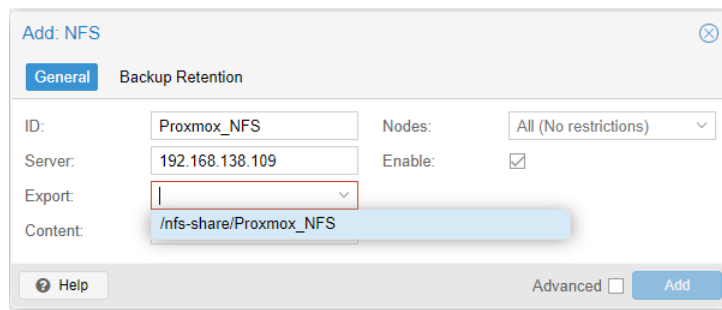 Add: NFS
General Backup Retention
ID: Proxmox_NFS Nodes: All (No restrictions)
Server: 192.168.138.109 Enable:
Export:
/nfs-share/Proxmox_NFS
Content:
Help Advanced Add